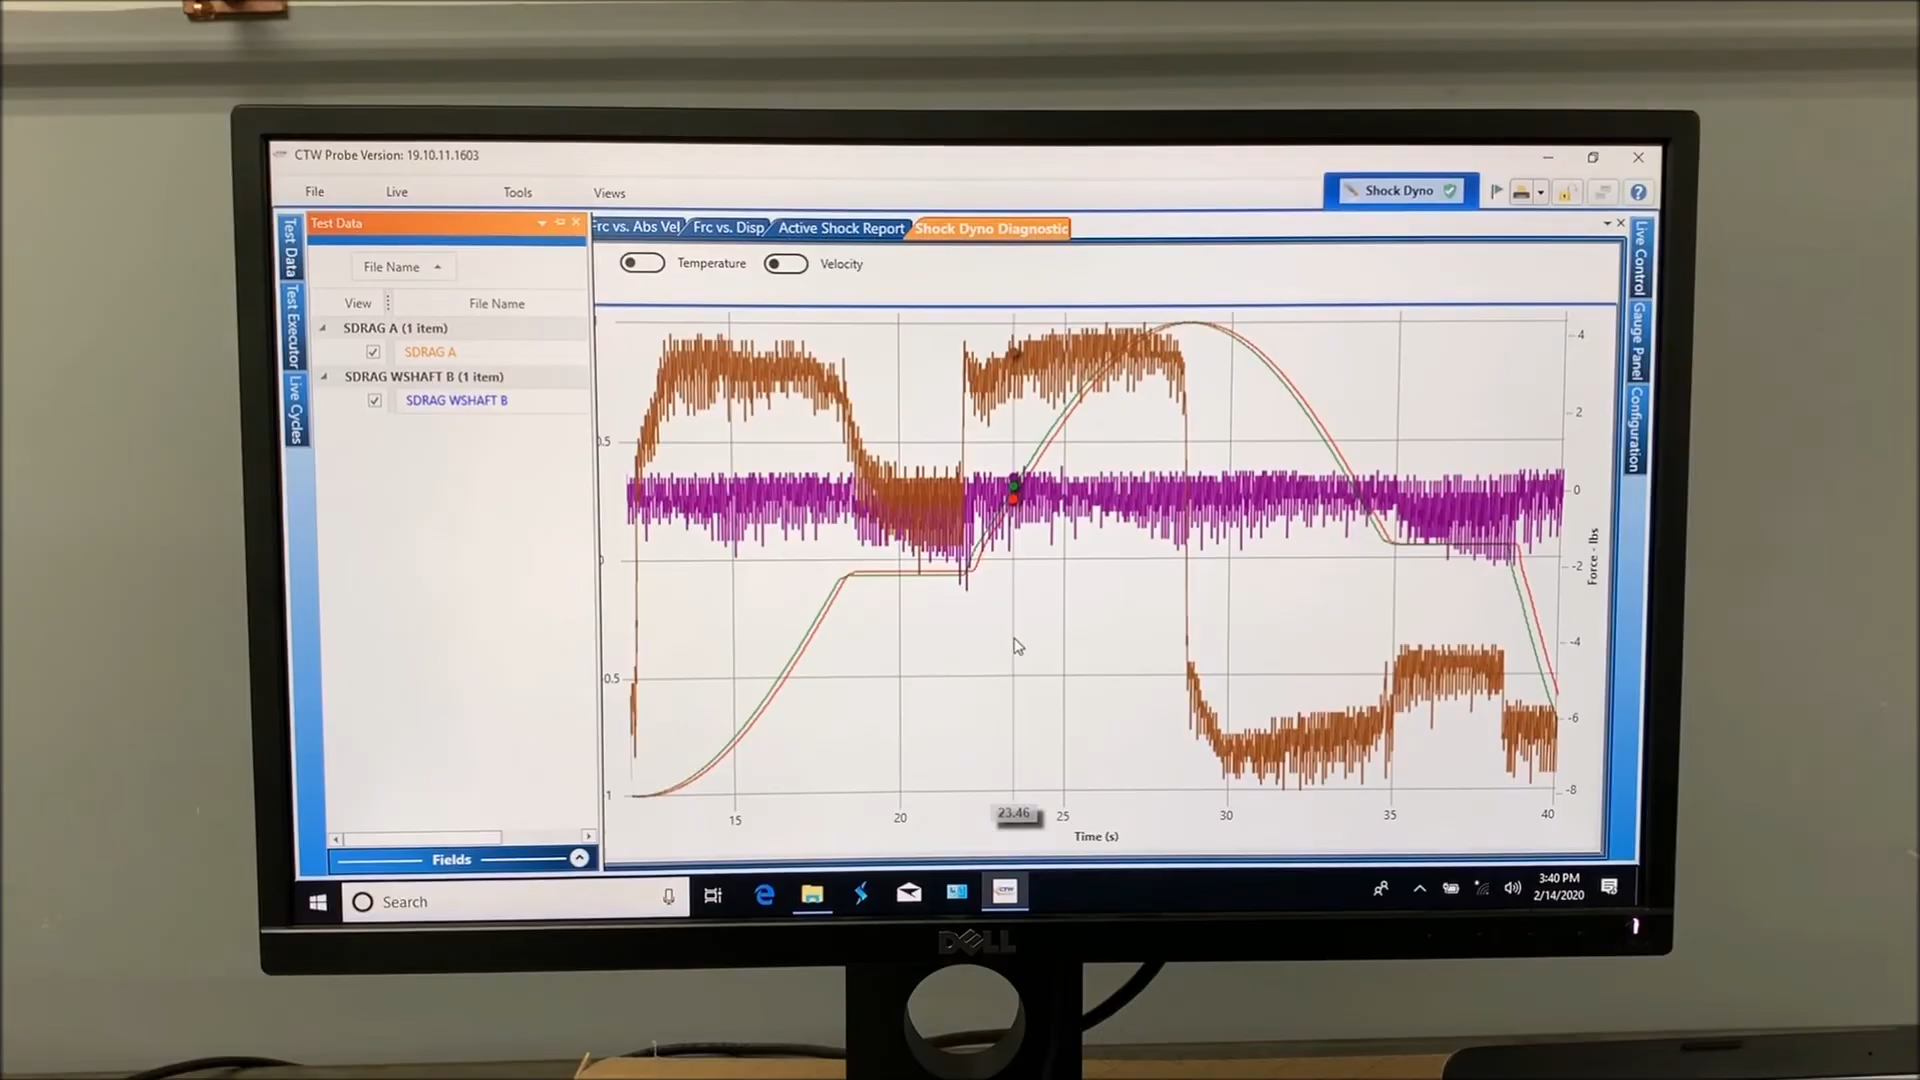 CTW Probe Version: 19.10.11.1603
File Live Tools Views
Shock Dyno
Test Data
Frc vs. Abs Vel Frc vs. Disp Active Shock Report Shock Dyno Diagnostic
Temperature Velocity
File Name
View File Name
SDRAG A (1 item)
SDRAG A
SDRAG WSHAFT B (1 item)
SDRAG WSHAFT B
Test Data
Test Executor
Live Cycles
Live Control
Gauge Panel
Configuration
4
2
0
-2
-4
-6
-8
Force - lbs
0.5
0
0.5
1
15 20 23.46 25 30 35 40
Time (s)
Fields
Search
3:40 PM
2/14/2020
DELL